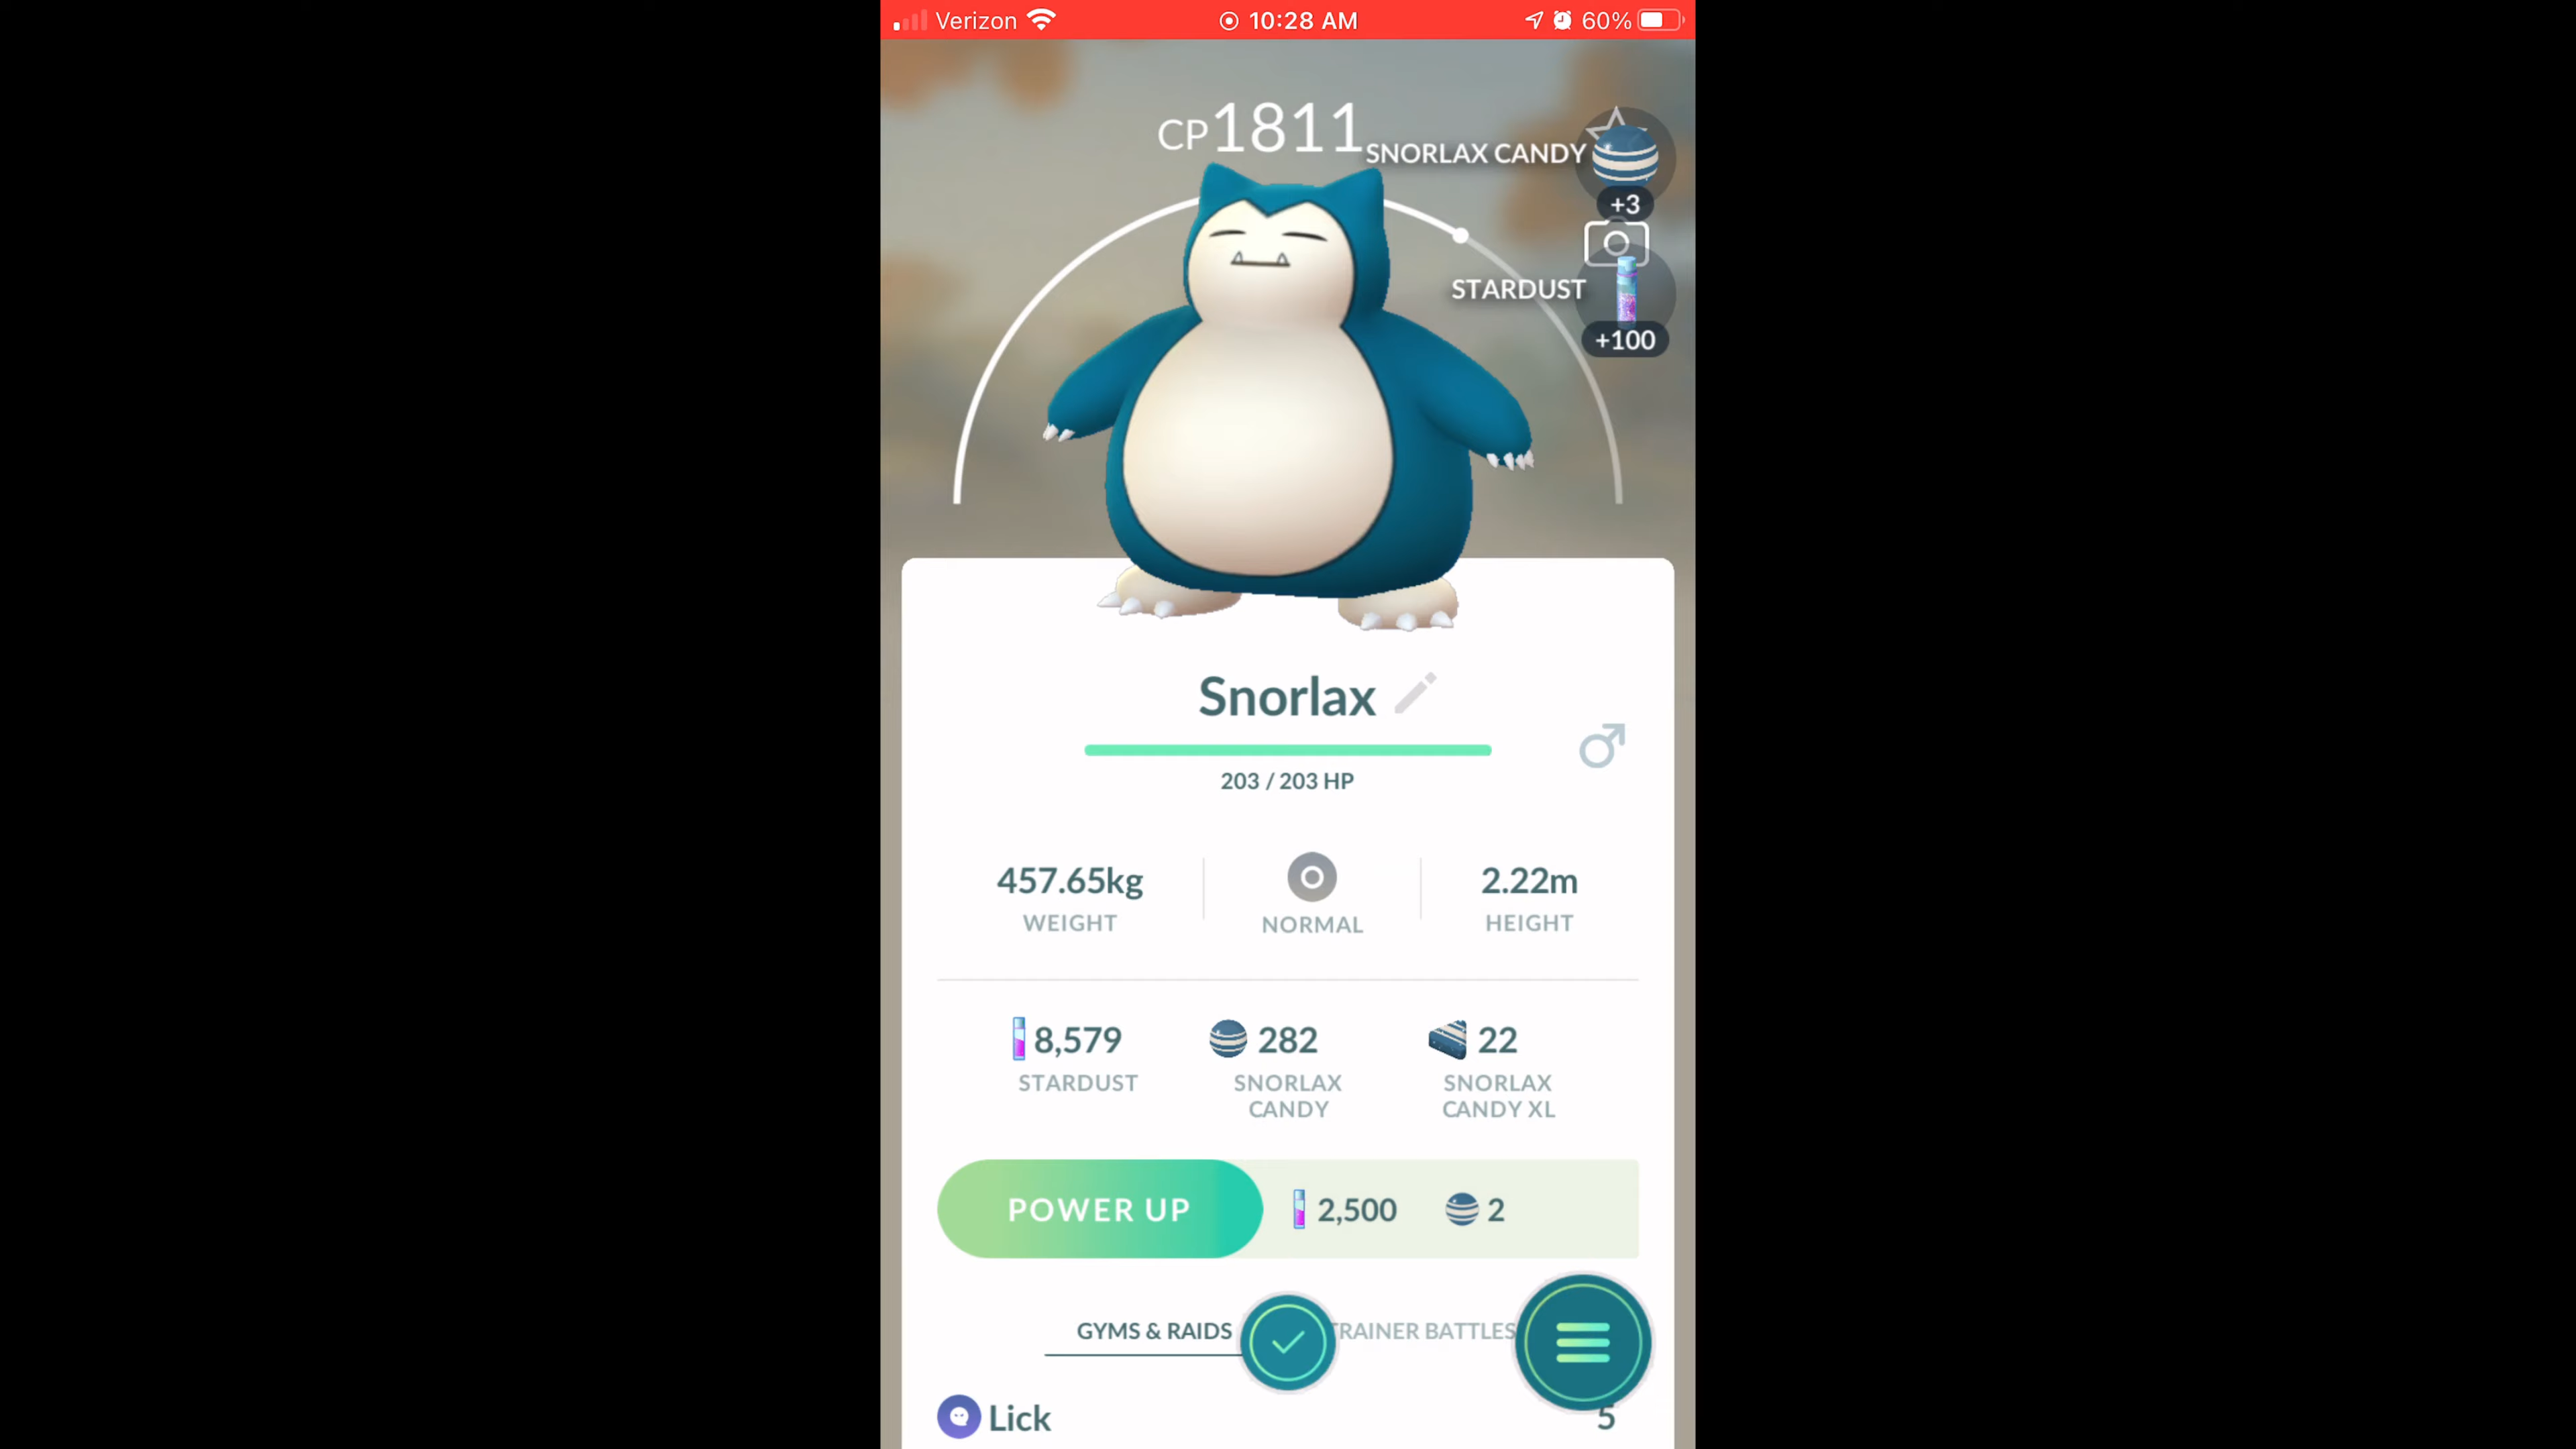 Verizon 10:28 AM 60%
CP1811
SNORLAX CANDY
+3
STARDUST
+100
Snorlax
203 / 203 HP
457.65kg NORMAL 2.22m
WEIGHT HEIGHT
8,579 282 22
STARDUST SNORLAX CANDY SNORLAX CANDY XL
POWER UP 2,500 2
GYMS & RAIDS TRAINER BATTLES
Lick 5